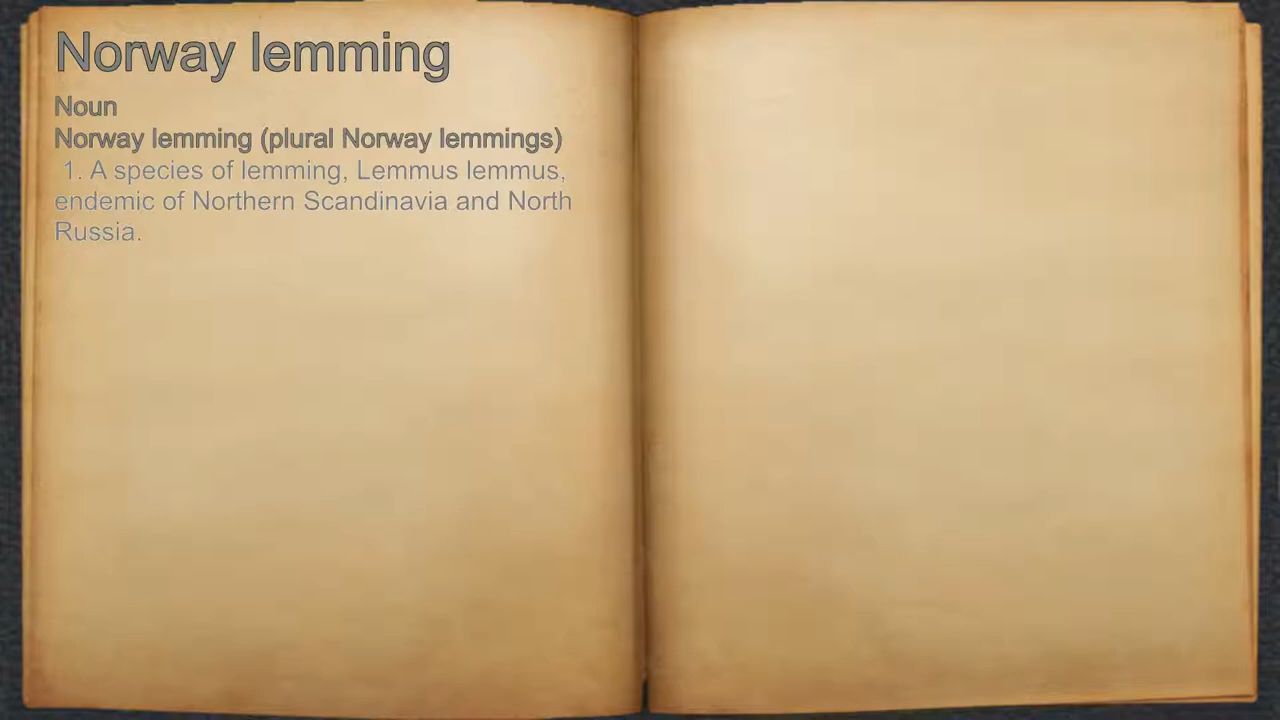 Norway lemming
Noun
Norway lemming (plural Norway lemmings)
1. A species of lemming, Lemmus lemmus,
endemic of Northern Scandinavia and North
Russia.